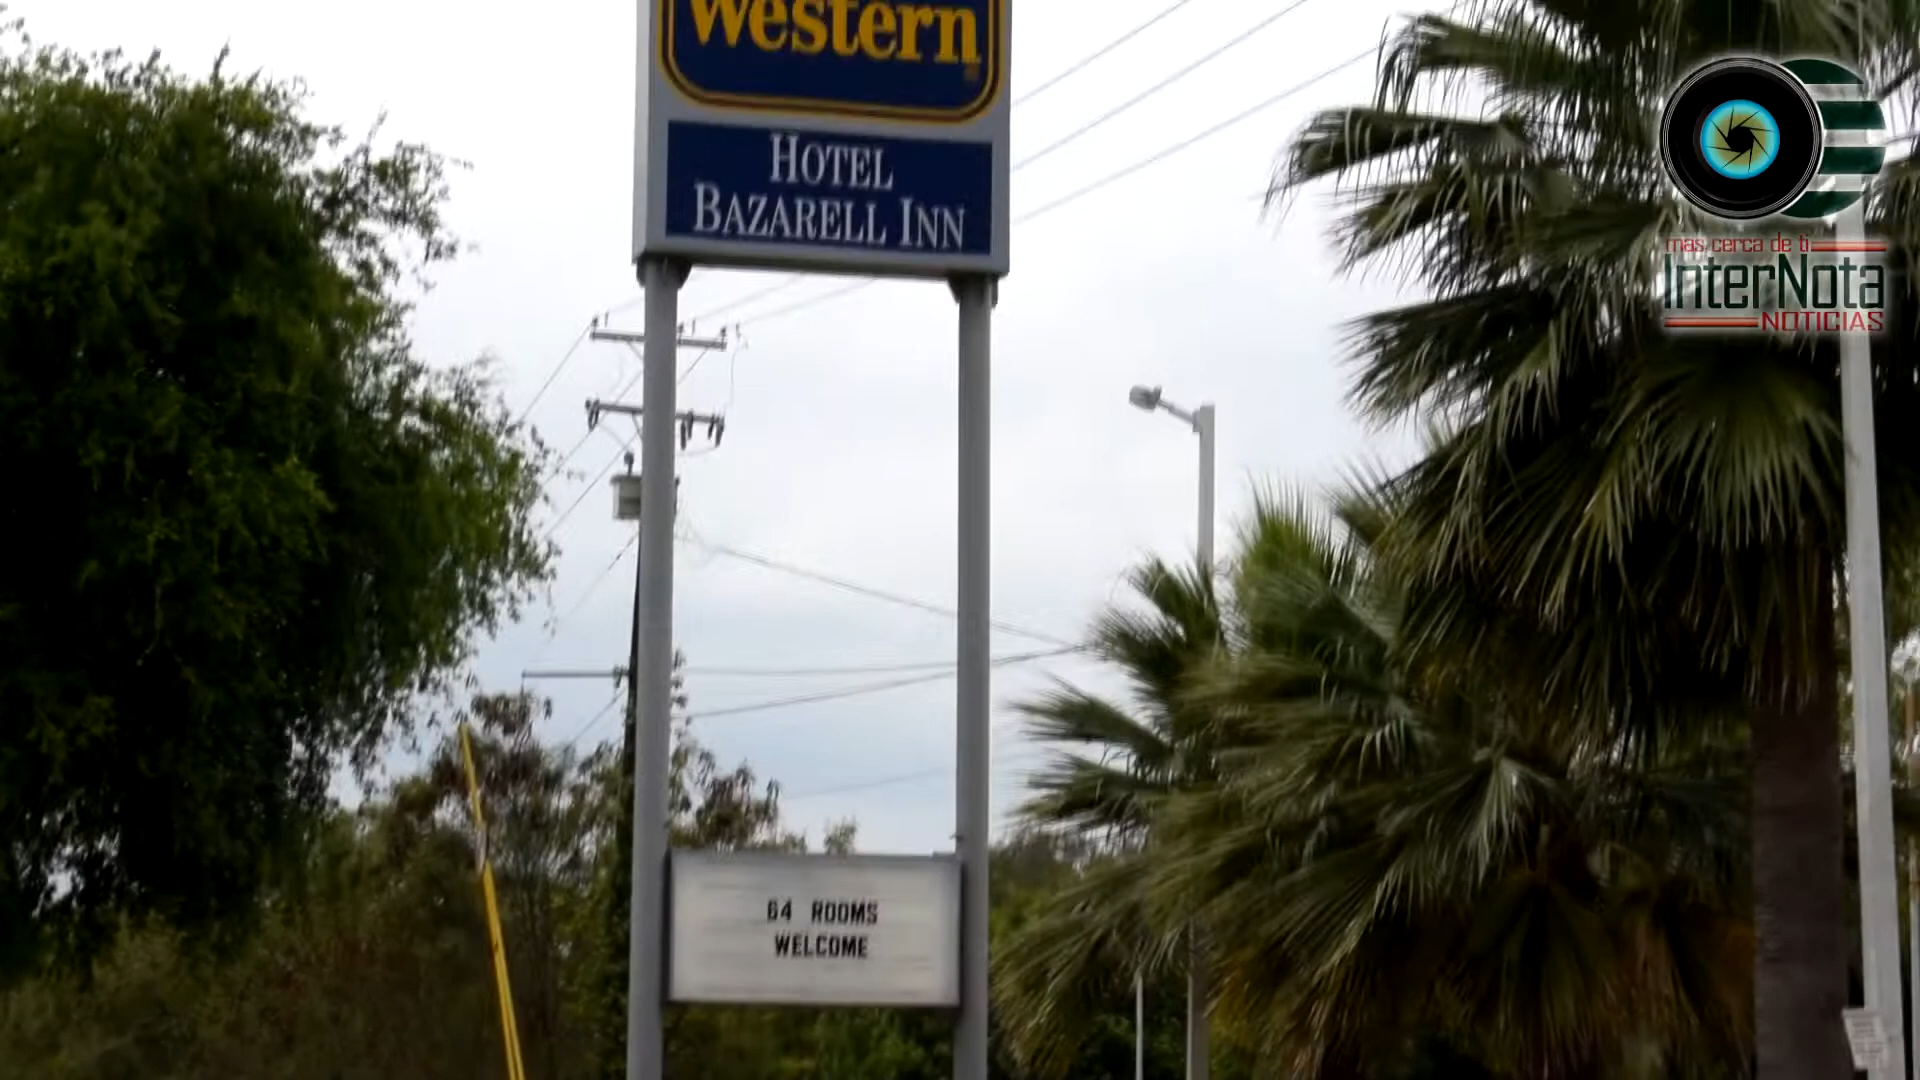 Western
HOTEL
BAZARELL INN
64 ROOMS
WELCOME
mas cerca de ti
InterNota
NOTICIAS